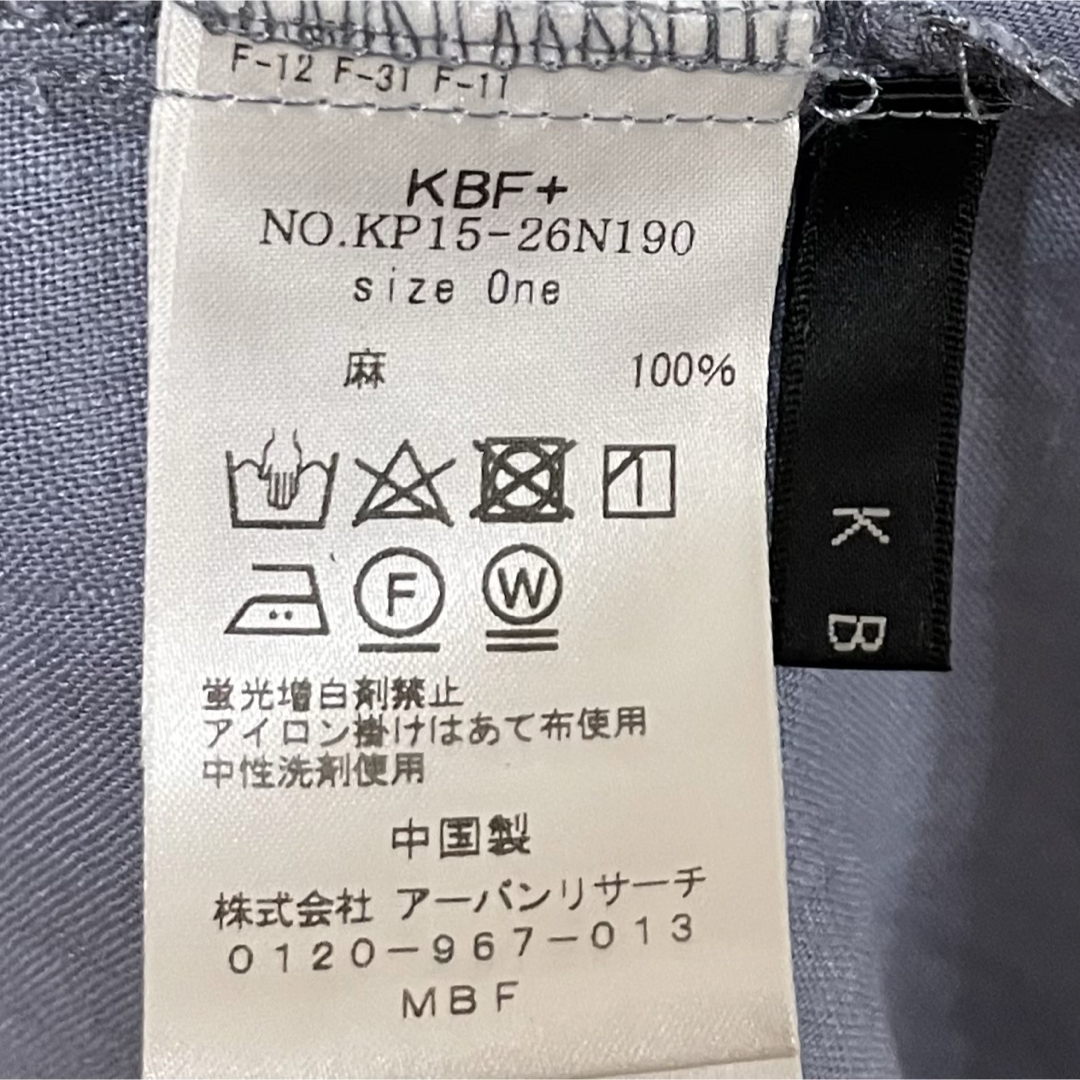 F-12 F-31 F-11
KBF+
NO.KP15-26N190
size One
麻 100%
F W
蛍光増白剤禁止
アイロン掛けはあて布使用
中性洗剤使用
中国製
株式会社 アーバンリサーチ
0120-967-013
MBF
K B